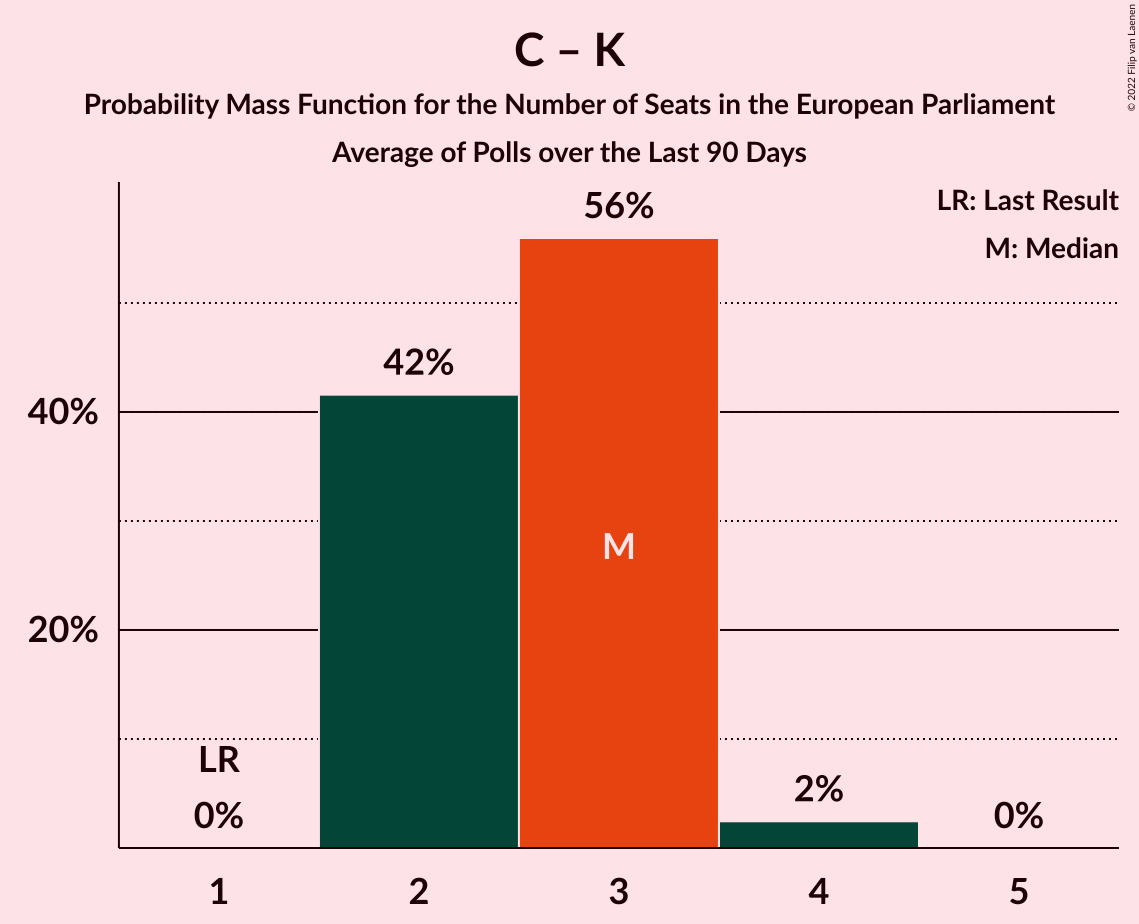 C – K
Probability Mass Function for the Number of Seats in the European Parliament
Average of Polls over the Last 90 Days
© 2022 Filip van Laenen
LR: Last Result
M: Median
56%
42%
40%
M
20%
LR
0%
2%
0%
1 2 3 4 5